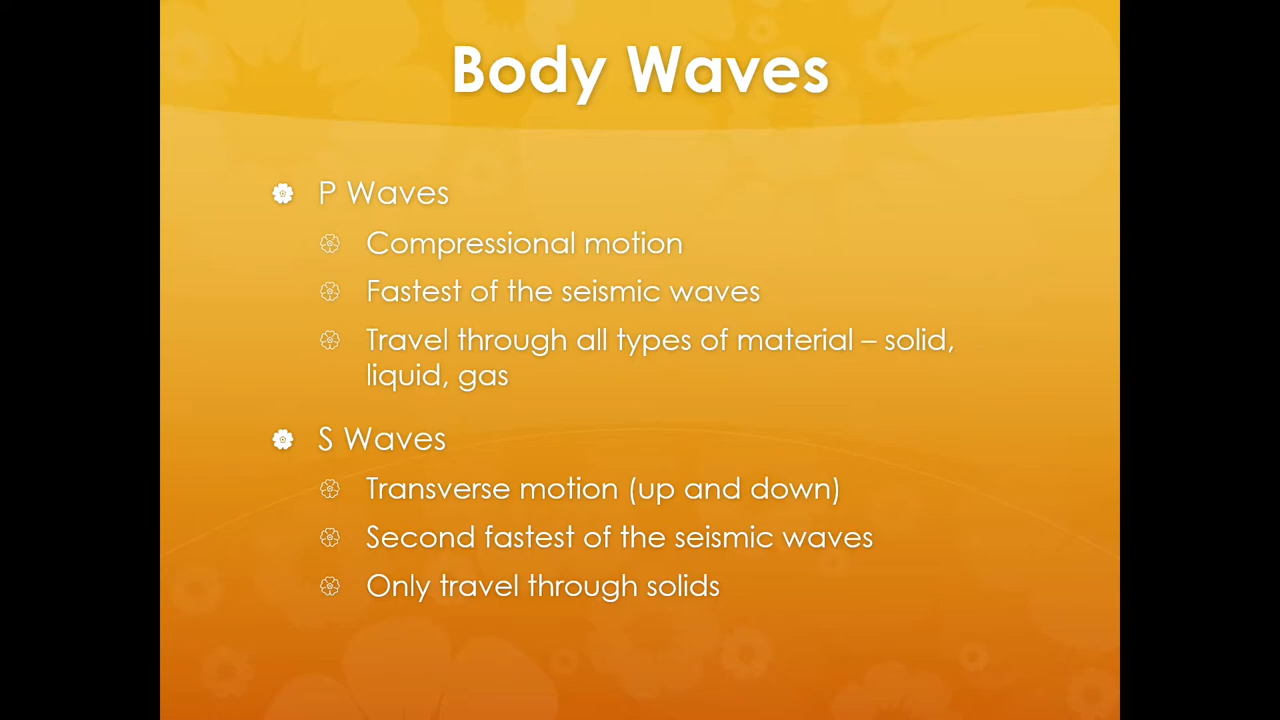 Body Waves
P Waves
Compressional motion
Fastest of the seismic waves
Travel through all types of material – solid,
liquid, gas
S Waves
Transverse motion (up and down)
Second fastest of the seismic waves
Only travel through solids